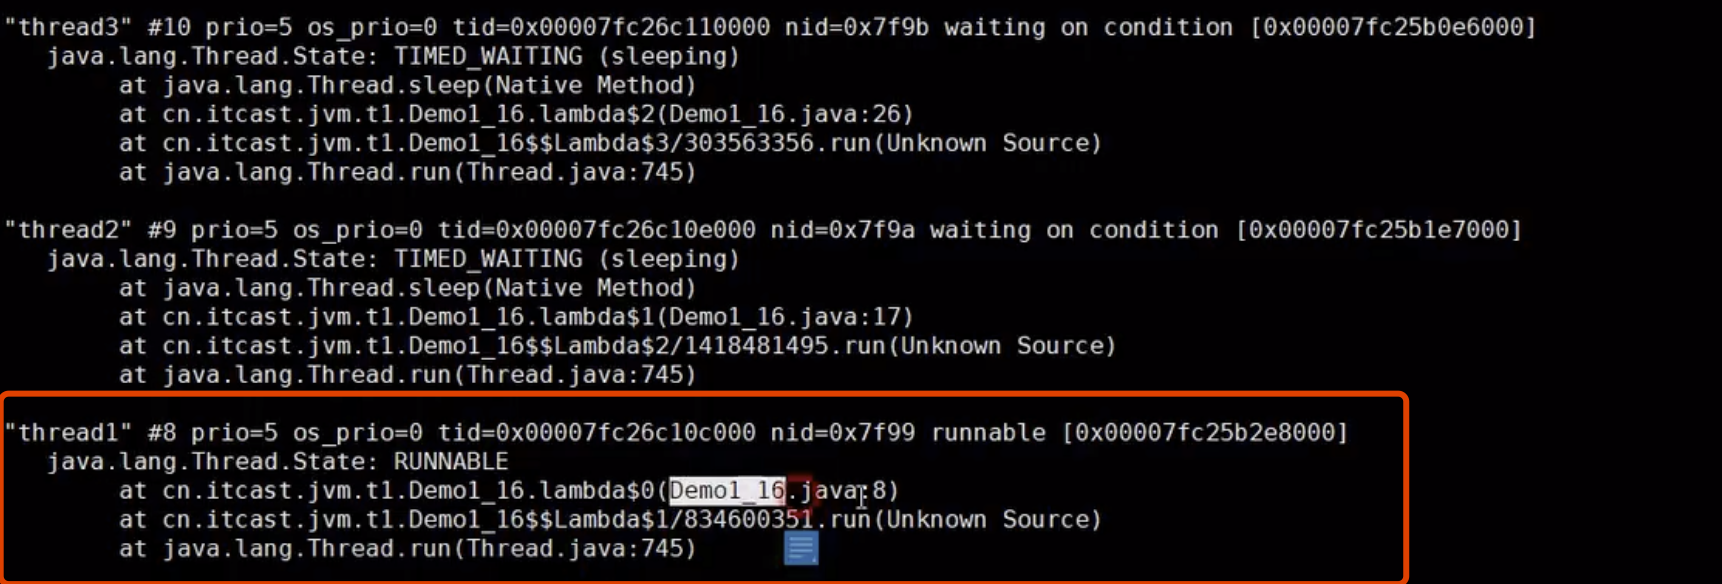 "thread3" #10 prio=5 os_prio=0 tid=0x00007fc26c110000 nid=0x7f9b waiting on condition [0x00007fc25b0e6000]
java.lang.Thread.State: TIMED_WAITING (sleeping)
at java.lang.Thread.sleep(Native Method)
at cn.itcast.jvm.t1.Demo1_16.lambda$2(Demo1_16.java:26)
at cn.itcast.jvm.t1.Demo1_16$$Lambda$3/303563356.run(Unknown Source)
at java.lang.Thread.run(Thread.java:745)
"thread2" #9 prio=5 os_prio=0 tid=0x00007fc26c10e000 nid=0x7f9a waiting on condition [0x00007fc25b1e7000]
java.lang.Thread.State: TIMED_WAITING (sleeping)
at java.lang.Thread.sleep(Native Method)
at cn.itcast.jvm.t1.Demo1_16.lambda$1(Demo1_16.java:17)
at cn.itcast.jvm.t1.Demo1_16$$Lambda$2/1418481495.run(Unknown Source)
at java.lang.Thread.run(Thread.java:745)
"thread1" #8 prio=5 os_prio=0 tid=0x00007fc26c10c000 nid=0x7f99 runnable [0x00007fc25b2e8000]
java.lang.Thread.State: RUNNABLE
at cn.itcast.jvm.t1.Demo1_16.lambda$0(Demo1_16.java:8)
at cn.itcast.jvm.t1.Demo1_16$$Lambda$1/834600351.run(Unknown Source)
at java.lang.Thread.run(Thread.java:745)